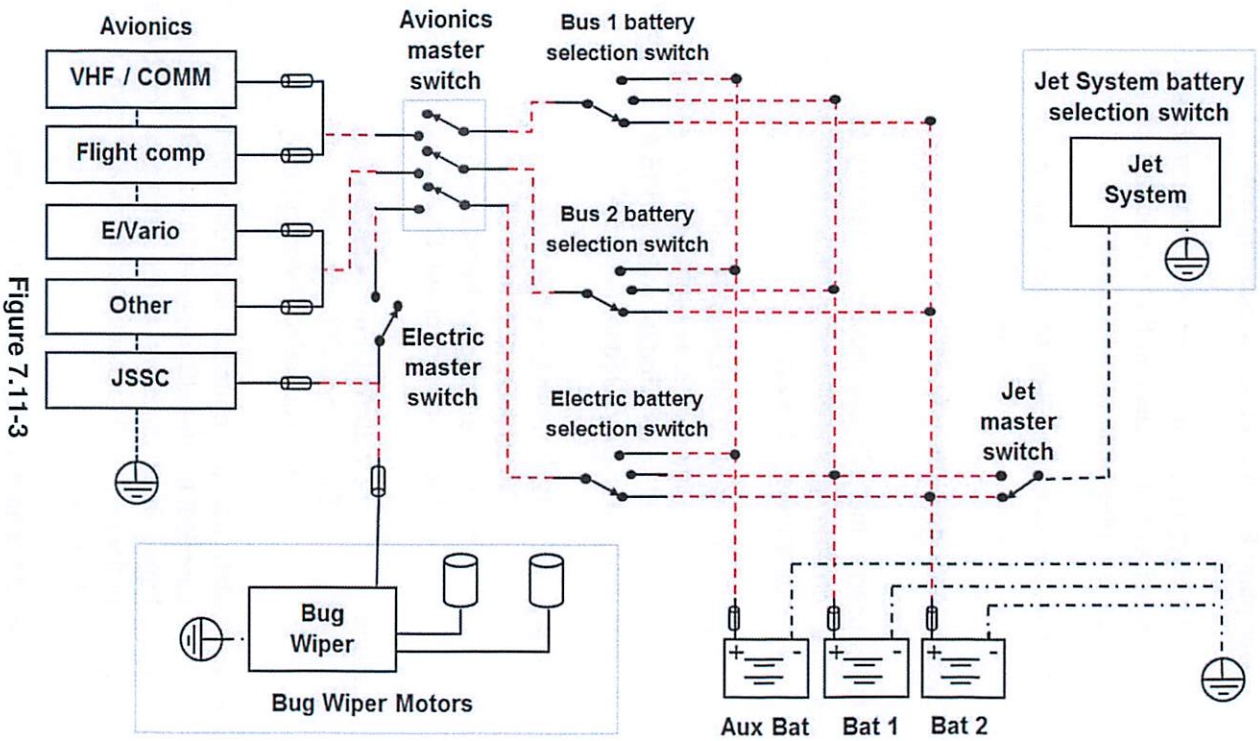 Avionics
VHF / COMM
Flight comp
E/Vario
Other
JSSC
Avionics
master
switch
Bus 1 battery
selection switch
Bus 2 battery
selection switch
Electric
master
switch
Electric battery
selection switch
Jet System battery
selection switch
Jet
System
Jet
master
switch
Bug
Wiper
Bug Wiper Motors
+ -
+ -
+ -
Aux Bat
Bat 1
Bat 2
Figure 7.11-3